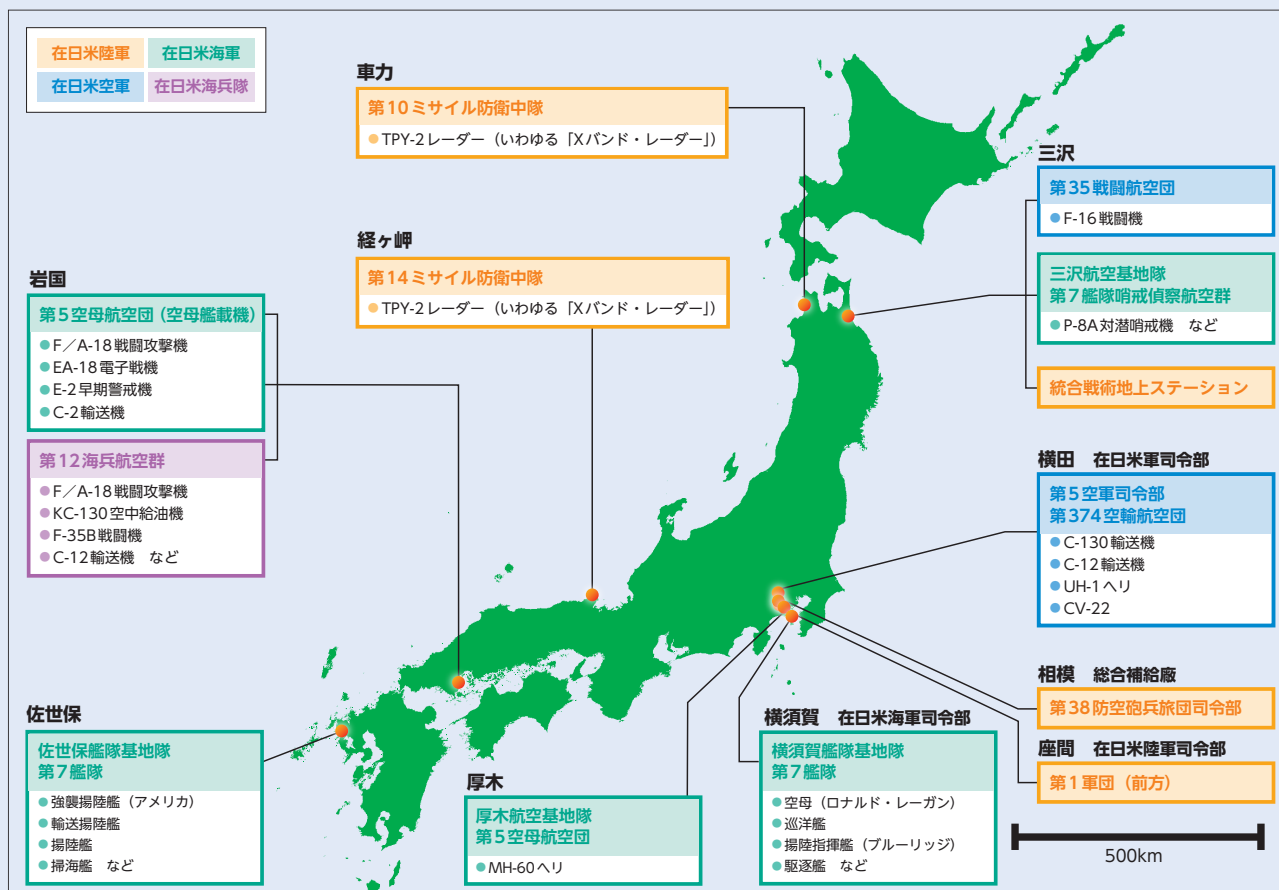 在日米陸軍
在日米海軍
在日米空軍
在日米海兵隊
車力
第10ミサイル防衛中隊
●TPY-2レーダー（いわゆる「Xバンド・レーダー」）
経ヶ岬
第14ミサイル防衛中隊
●TPY-2レーダー（いわゆる「Xバンド・レーダー」）
三沢
第35戦闘航空団
●F-16戦闘機
三沢航空基地隊
第7艦隊哨戒偵察航空群
●P-8A対潜哨戒機　など
統合戦術地上ステーション
岩国
第5空母航空団（空母艦載機）
●F／A-18戦闘攻撃機
●EA-18電子戦機
●E-2早期警戒機
●C-2輸送機
第12海兵航空群
●F／A-18戦闘攻撃機
●KC-130空中給油機
●F-35B戦闘機
●C-12輸送機　など
横田　在日米軍司令部
第5空軍司令部
第374空輸航空団
●C-130輸送機
●C-12輸送機
●UH-1ヘリ
●CV-22
相模　総合補給廠
第38防空砲兵旅団司令部
座間　在日米陸軍司令部
第1軍団（前方）
佐世保
佐世保艦隊基地隊
第7艦隊
●強襲揚陸艦（アメリカ）
●輸送揚陸艦
●揚陸艦
●掃海艦　など
厚木
厚木航空基地隊
第5空母航空団
●MH-60ヘリ
横須賀　在日米海軍司令部
横須賀艦隊基地隊
第7艦隊
●空母（ロナルド・レーガン）
●巡洋艦
●揚陸指揮艦（ブルーリッジ）
●駆逐艦　など
500km